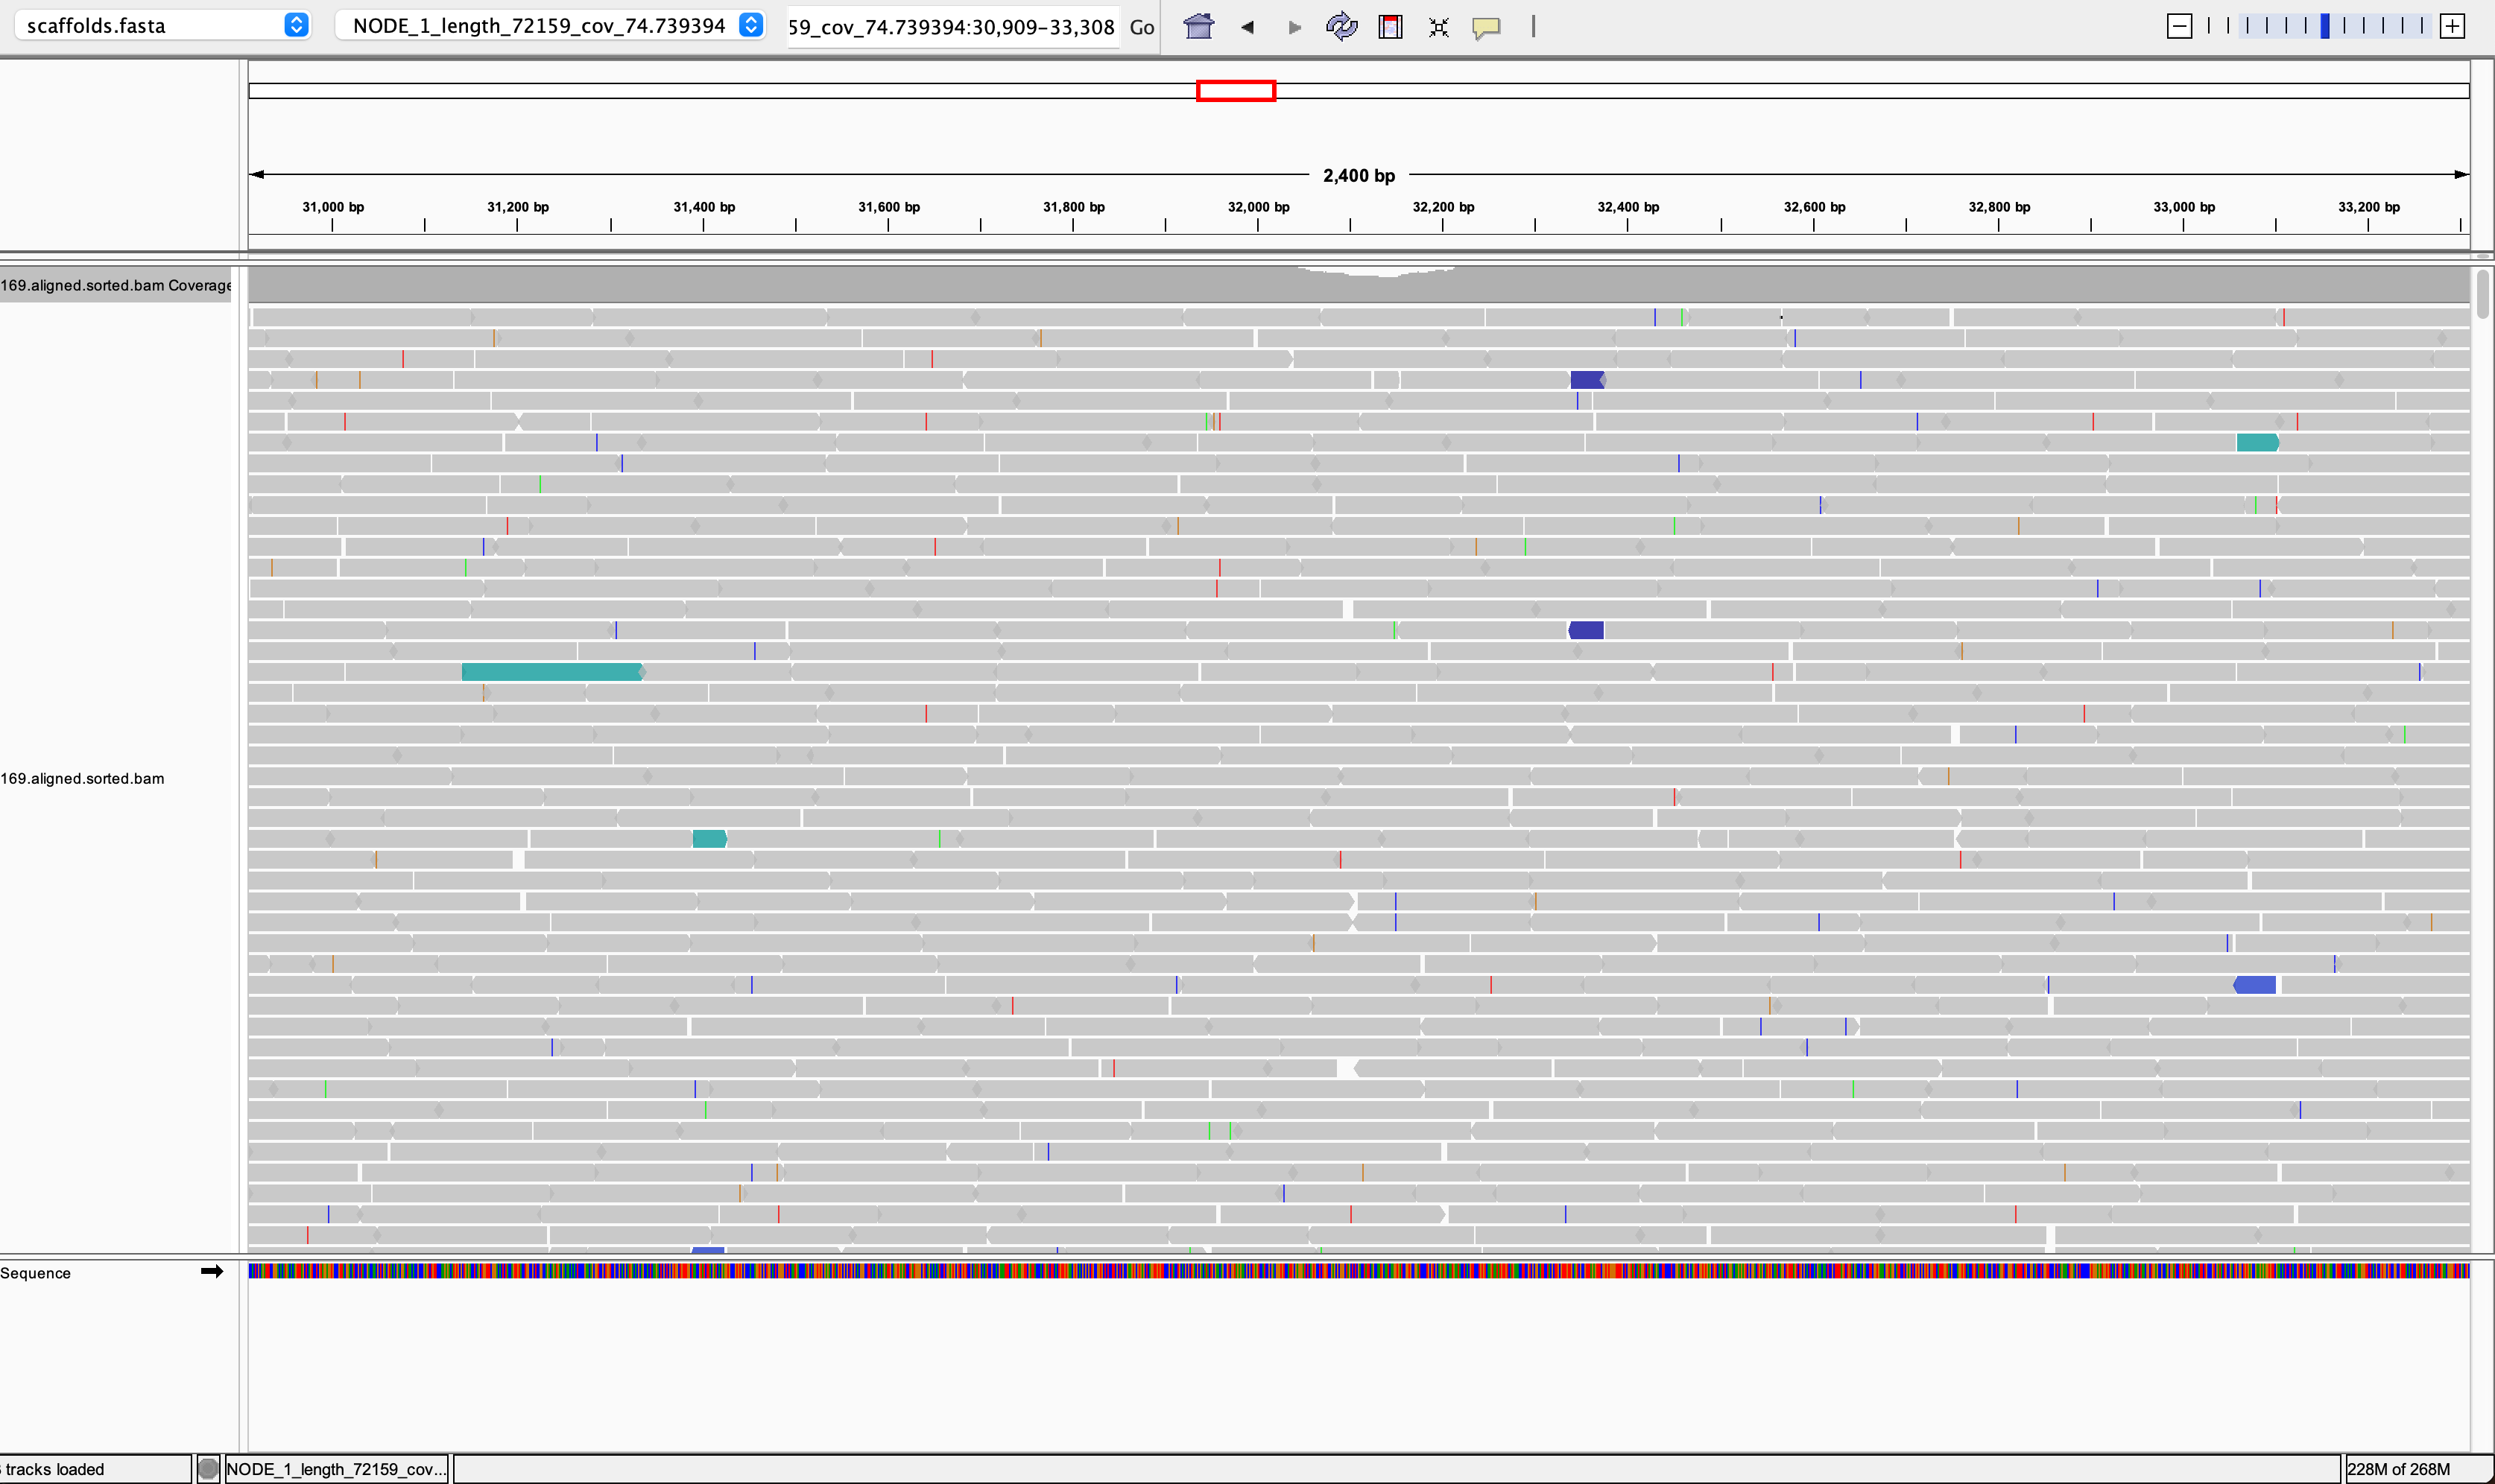 scaffolds.fasta NODE_1_length_72159_cov_74.739394 59_cov_74.739394:30,909-33,308 Go
2,400 bp
31,000 bp 31,200 bp 31,400 bp 31,600 bp 31,800 bp 32,000 bp 32,200 bp 32,400 bp 32,600 bp 32,800 bp 33,000 bp 33,200 bp
169.aligned.sorted.bam Coverage
169.aligned.sorted.bam
Sequence
tracks loaded NODE_1_length_72159_cov... 228M of 268M